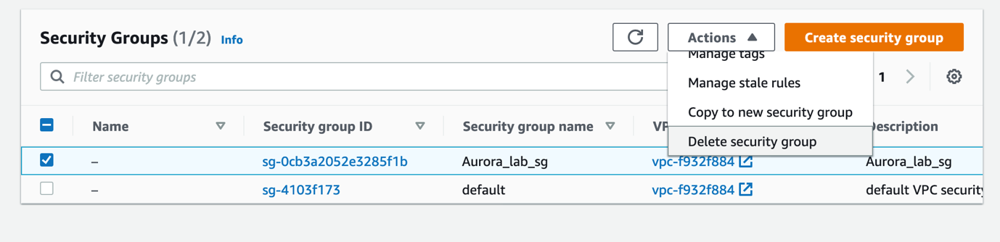 Security Groups (1/2) Info
Actions
Create security group
Filter security groups
1
Manage tags
Manage stale rules
Copy to new security group
Delete security group
Name Security group ID Security group name VP Description
– sg-0cb3a2052e3285f1b Aurora_lab_sg vpc-f932f884 Aurora_lab_sg
– sg-4103f173 default vpc-f932f884 default VPC security